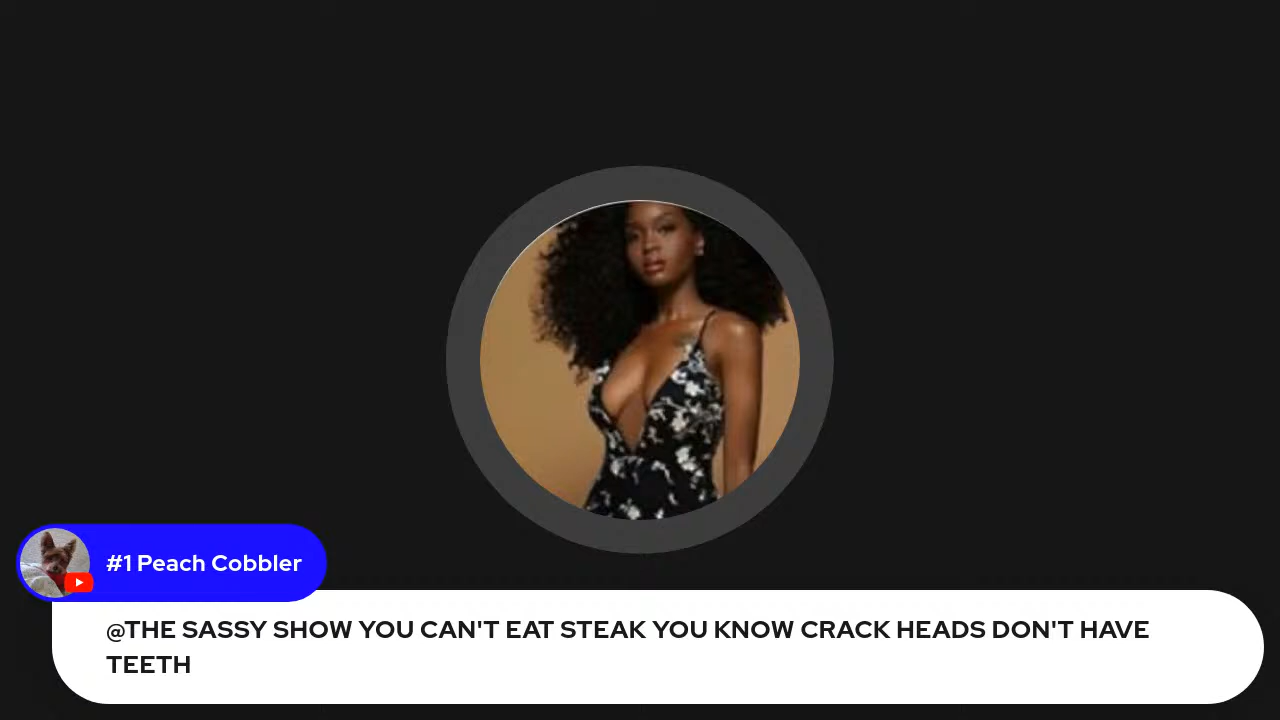 #1 Peach Cobbler
@THE SASSY SHOW YOU CAN'T EAT STEAK YOU KNOW CRACK HEADS DON'T HAVE
TEETH